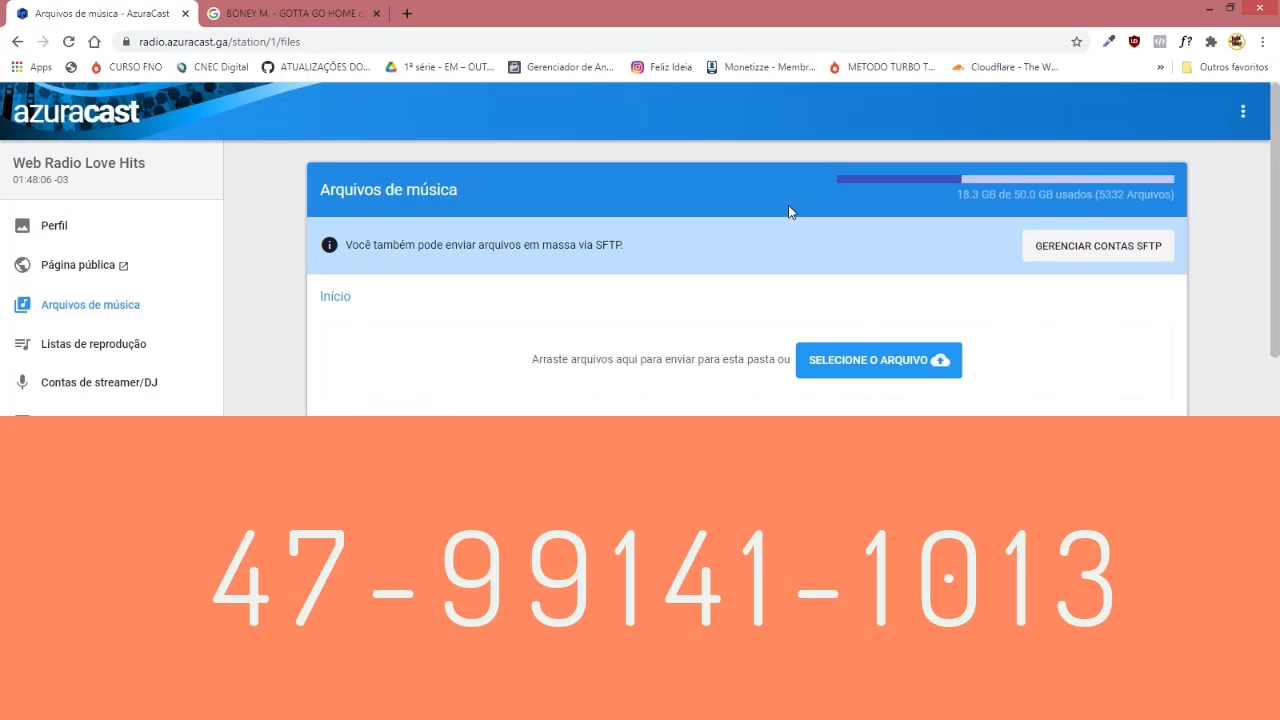 Arquivos de música - AzuraCast
BONEY M. - GOTTA GO HOME c
radio.azuracast.ga/station/1/files
f?
Apps
CURSO FNO
CNEC Digital
ATUALIZAÇÕES DO...
1ª série - EM – OUT...
Gerenciador de An...
Feliz Ideia
Monetizze - Membr...
METODO TURBO T...
Cloudflare - The W...
»
Outros favoritos
azuracast
Web Radio Love Hits
01:48:06 -03
Perfil
Página pública
Arquivos de música
Listas de reprodução
Contas de streamer/DJ
Arquivos de música
18.3 GB de 50.0 GB usados (5332 Arquivos)
Você também pode enviar arquivos em massa via SFTP.
GERENCIAR CONTAS SFTP
Início
Arraste arquivos aqui para enviar para esta pasta ou
SELECIONE O ARQUIVO
47-99141-1013